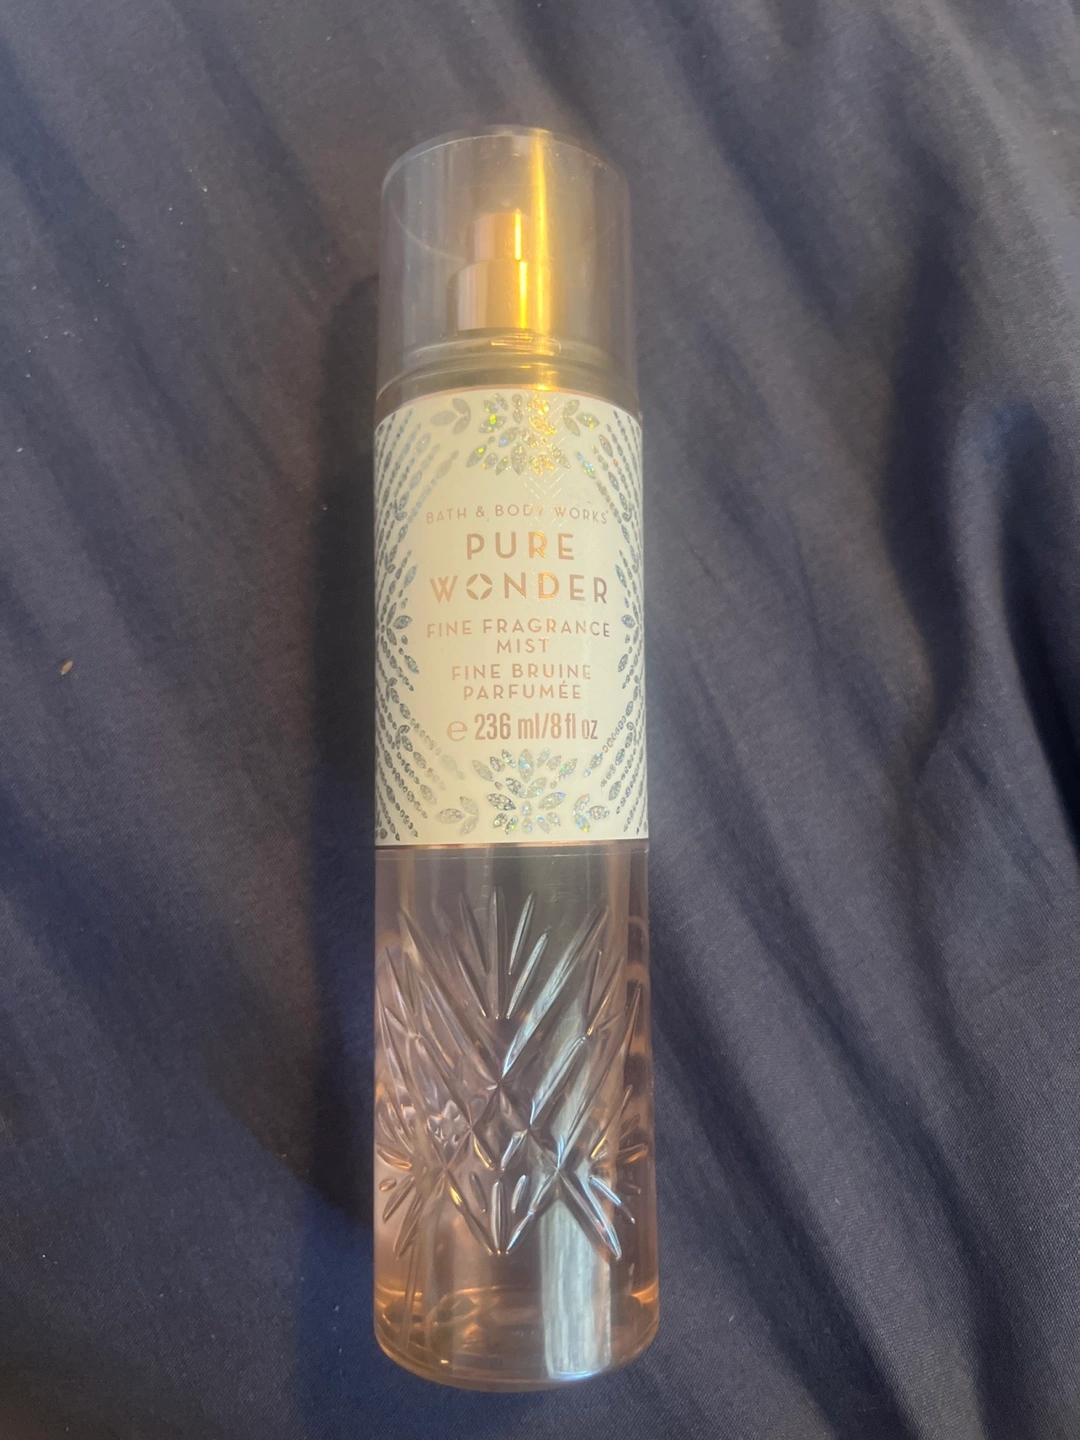 BATH & BODY WORKS
PURE
WONDER
FINE FRAGRANCE
MIST
FINE BRUINE
PARFUMÉE
℮ 236 ml/8 fl oz